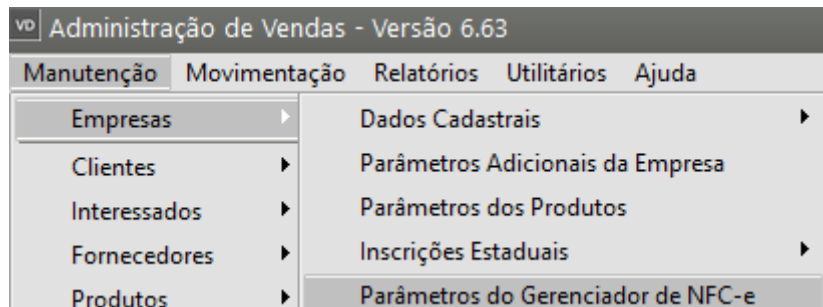 VD Administração de Vendas - Versão 6.63
Manutenção Movimentação Relatórios Utilitários Ajuda
Empresas Dados Cadastrais
Clientes Parâmetros Adicionais da Empresa
Interessados Parâmetros dos Produtos
Fornecedores Inscrições Estaduais
Produtos Parâmetros do Gerenciador de NFC-e